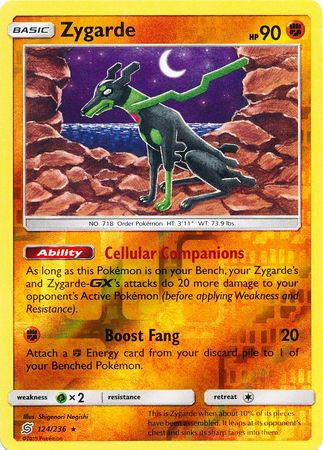 BASIC Zygarde HP 90
NO. 718 Order Pokémon HT: 3'11" WT: 73.9 lbs.
Ability Cellular Companions
As long as this Pokémon is on your Bench, your Zygarde's
and Zygarde-GX's attacks do 20 more damage to your
opponent's Active Pokémon (before applying Weakness and
Resistance).
Boost Fang 20
Attach a Energy card from your discard pile to 1 of
your Benched Pokémon.
weakness ×2 resistance retreat
Illus. Shigenori Negishi
124/236 ★
©2019 Pokémon
This is Zygarde when about 10% of its pieces
have been assembled. It leaps at its opponent's
chest and sinks its sharp fangs into them.